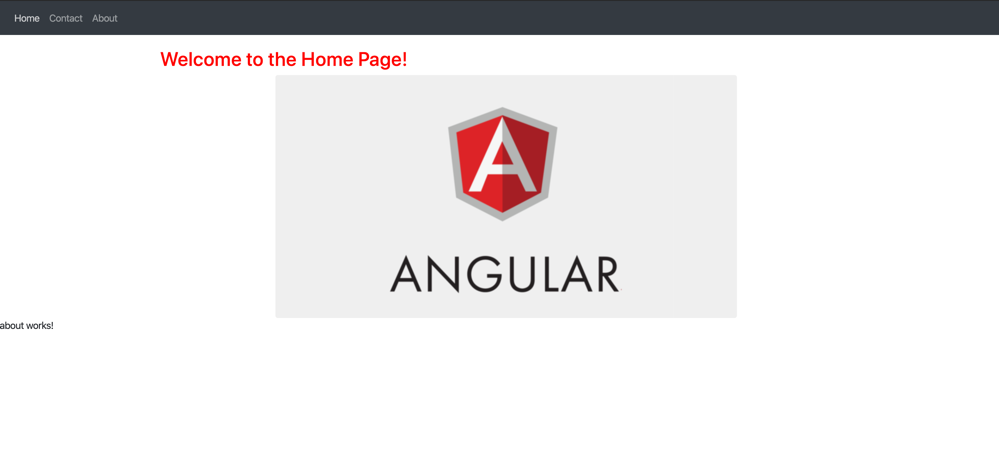 Home Contact About
Welcome to the Home Page!
ANGULAR
about works!